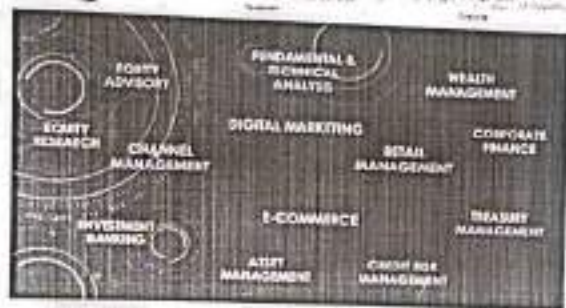 EQUITY
ADVISORY
FUNDAMENTAL &
TECHNICAL
ANALYSIS
WEALTH
MANAGEMENT
EQUITY
RESEARCH
CHANNEL
MANAGEMENT
DIGITAL MARKETING
RETAIL
MANAGEMENT
CORPORATE
FINANCE
INVESTMENT
BANKING
E-COMMERCE
TREASURY
MANAGEMENT
ASSET
MANAGEMENT
CREDIT
MANAGEMENT